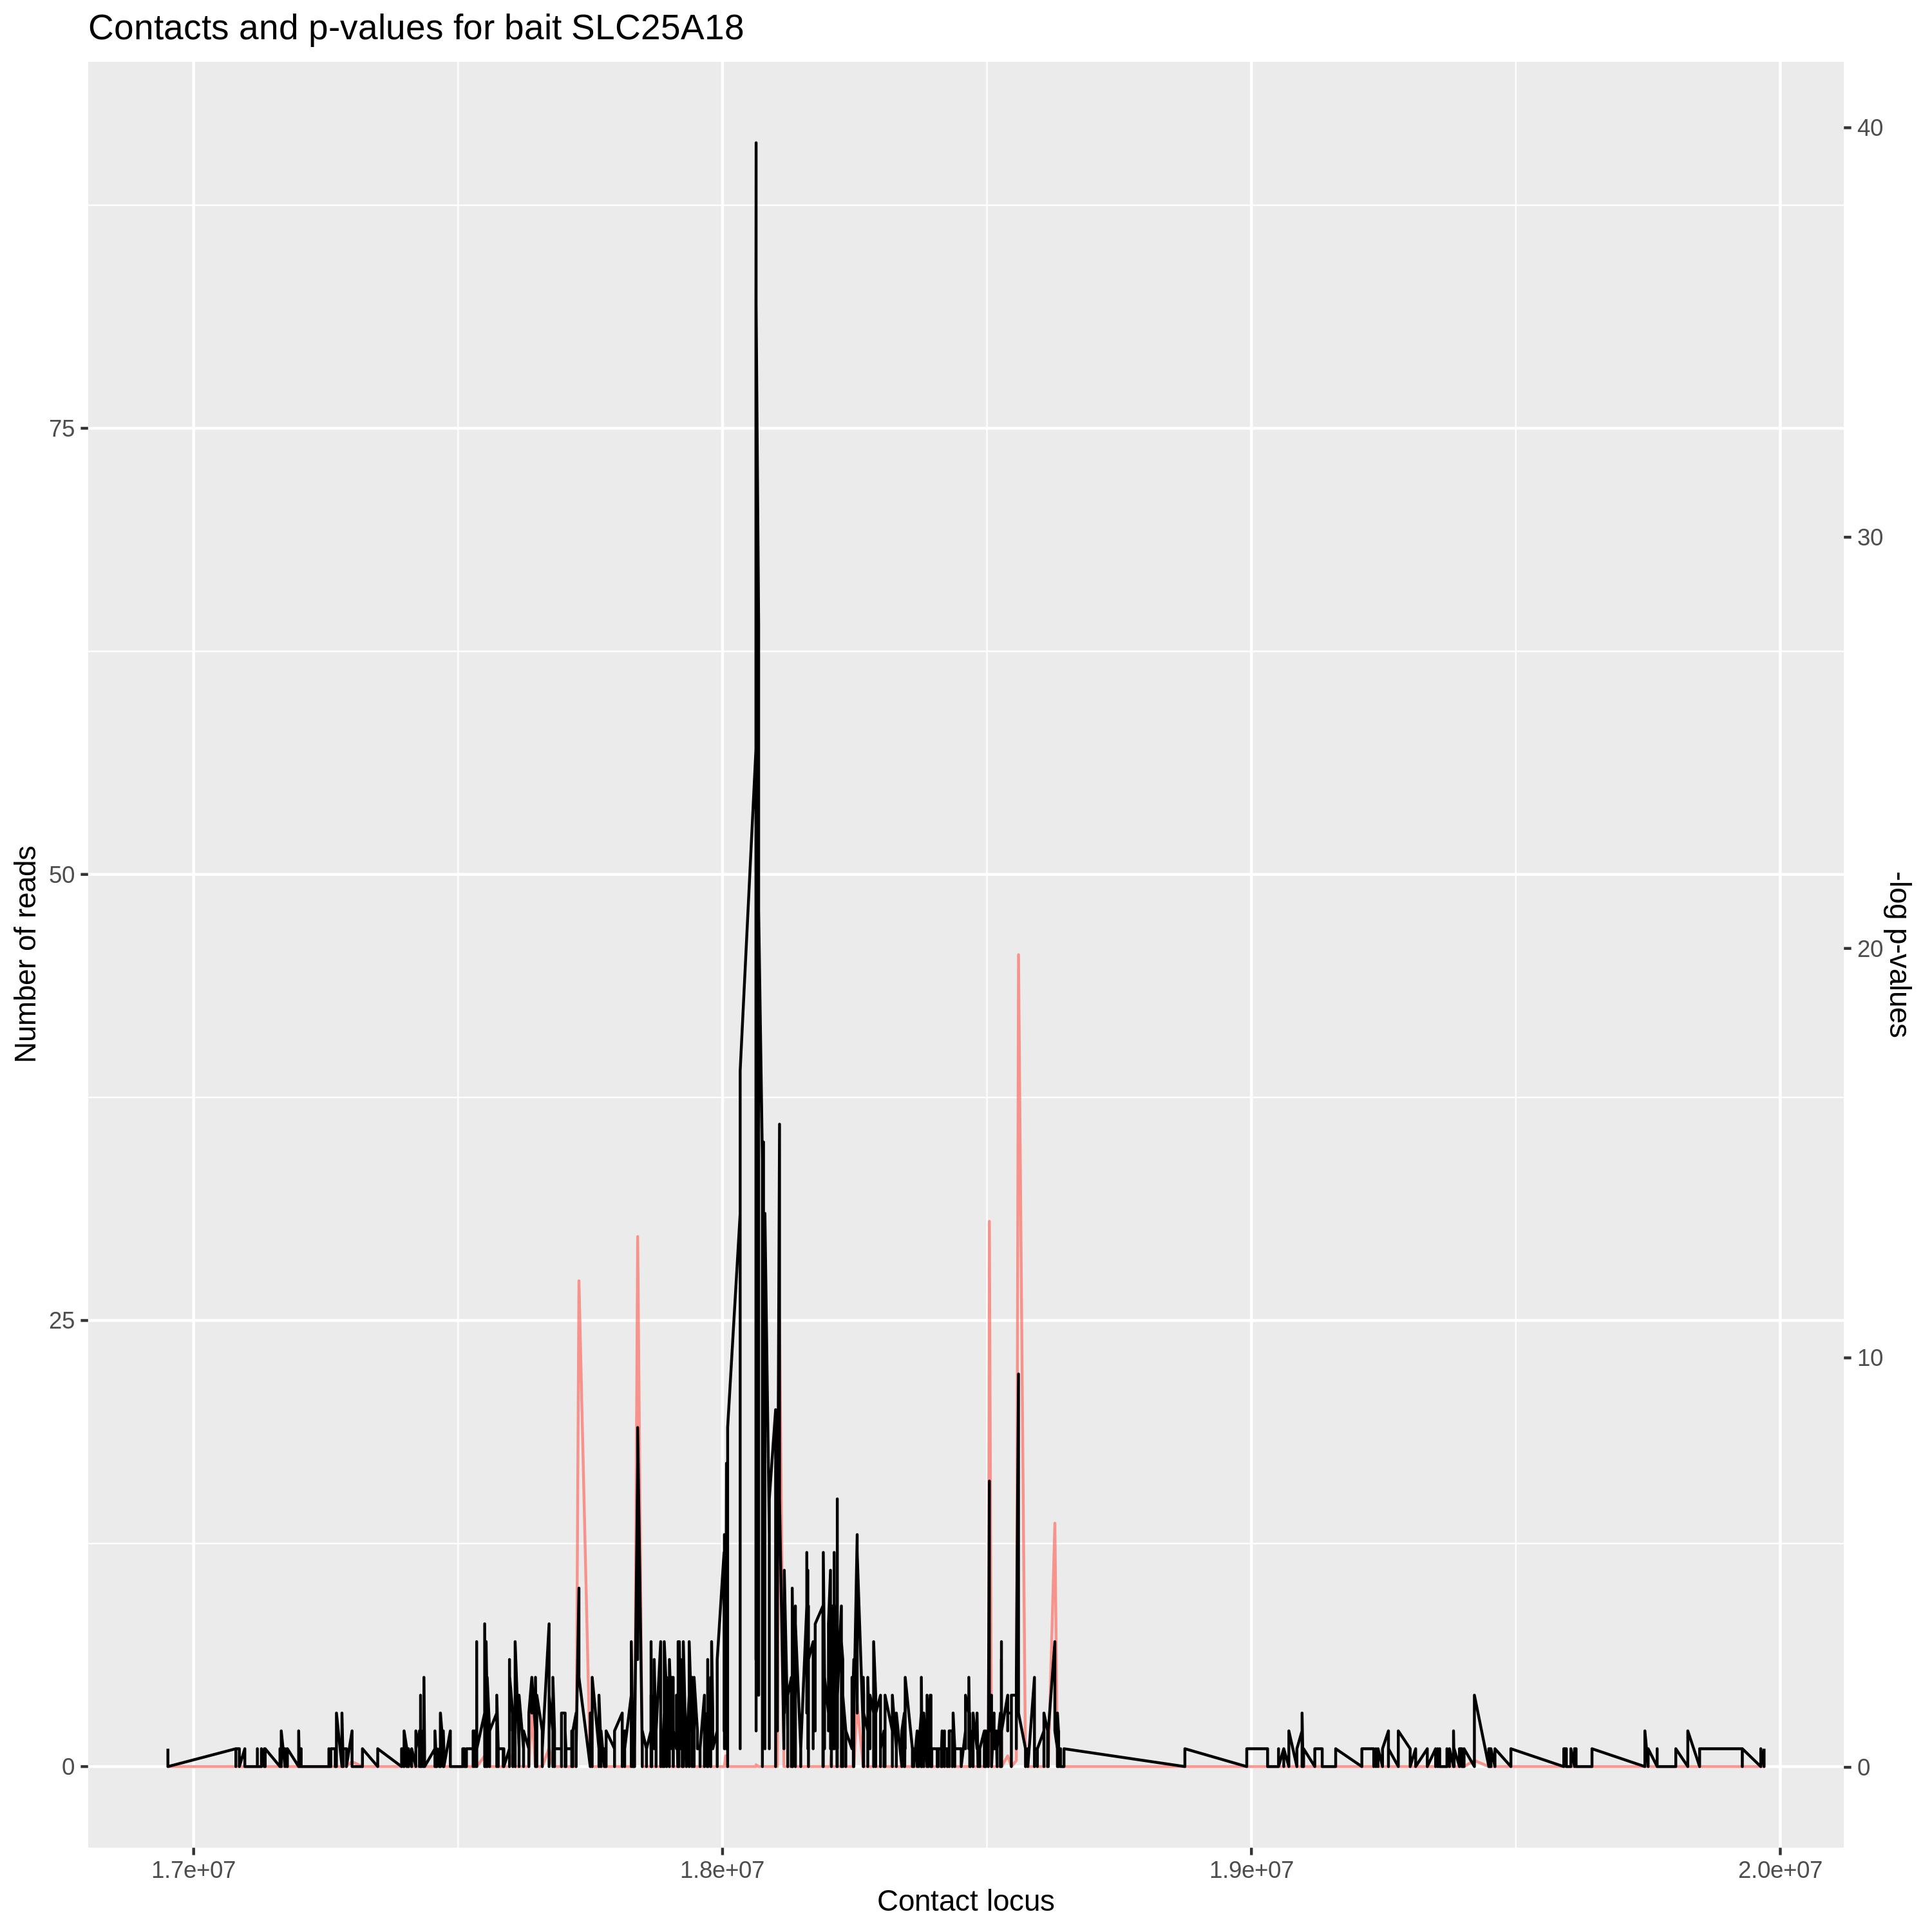 Contacts and p-values for bait SLC25A18
Number of reads
75
50
25
0
40
30
20
10
0
-log p-values
1.7e+07 1.8e+07 1.9e+07 2.0e+07
Contact locus